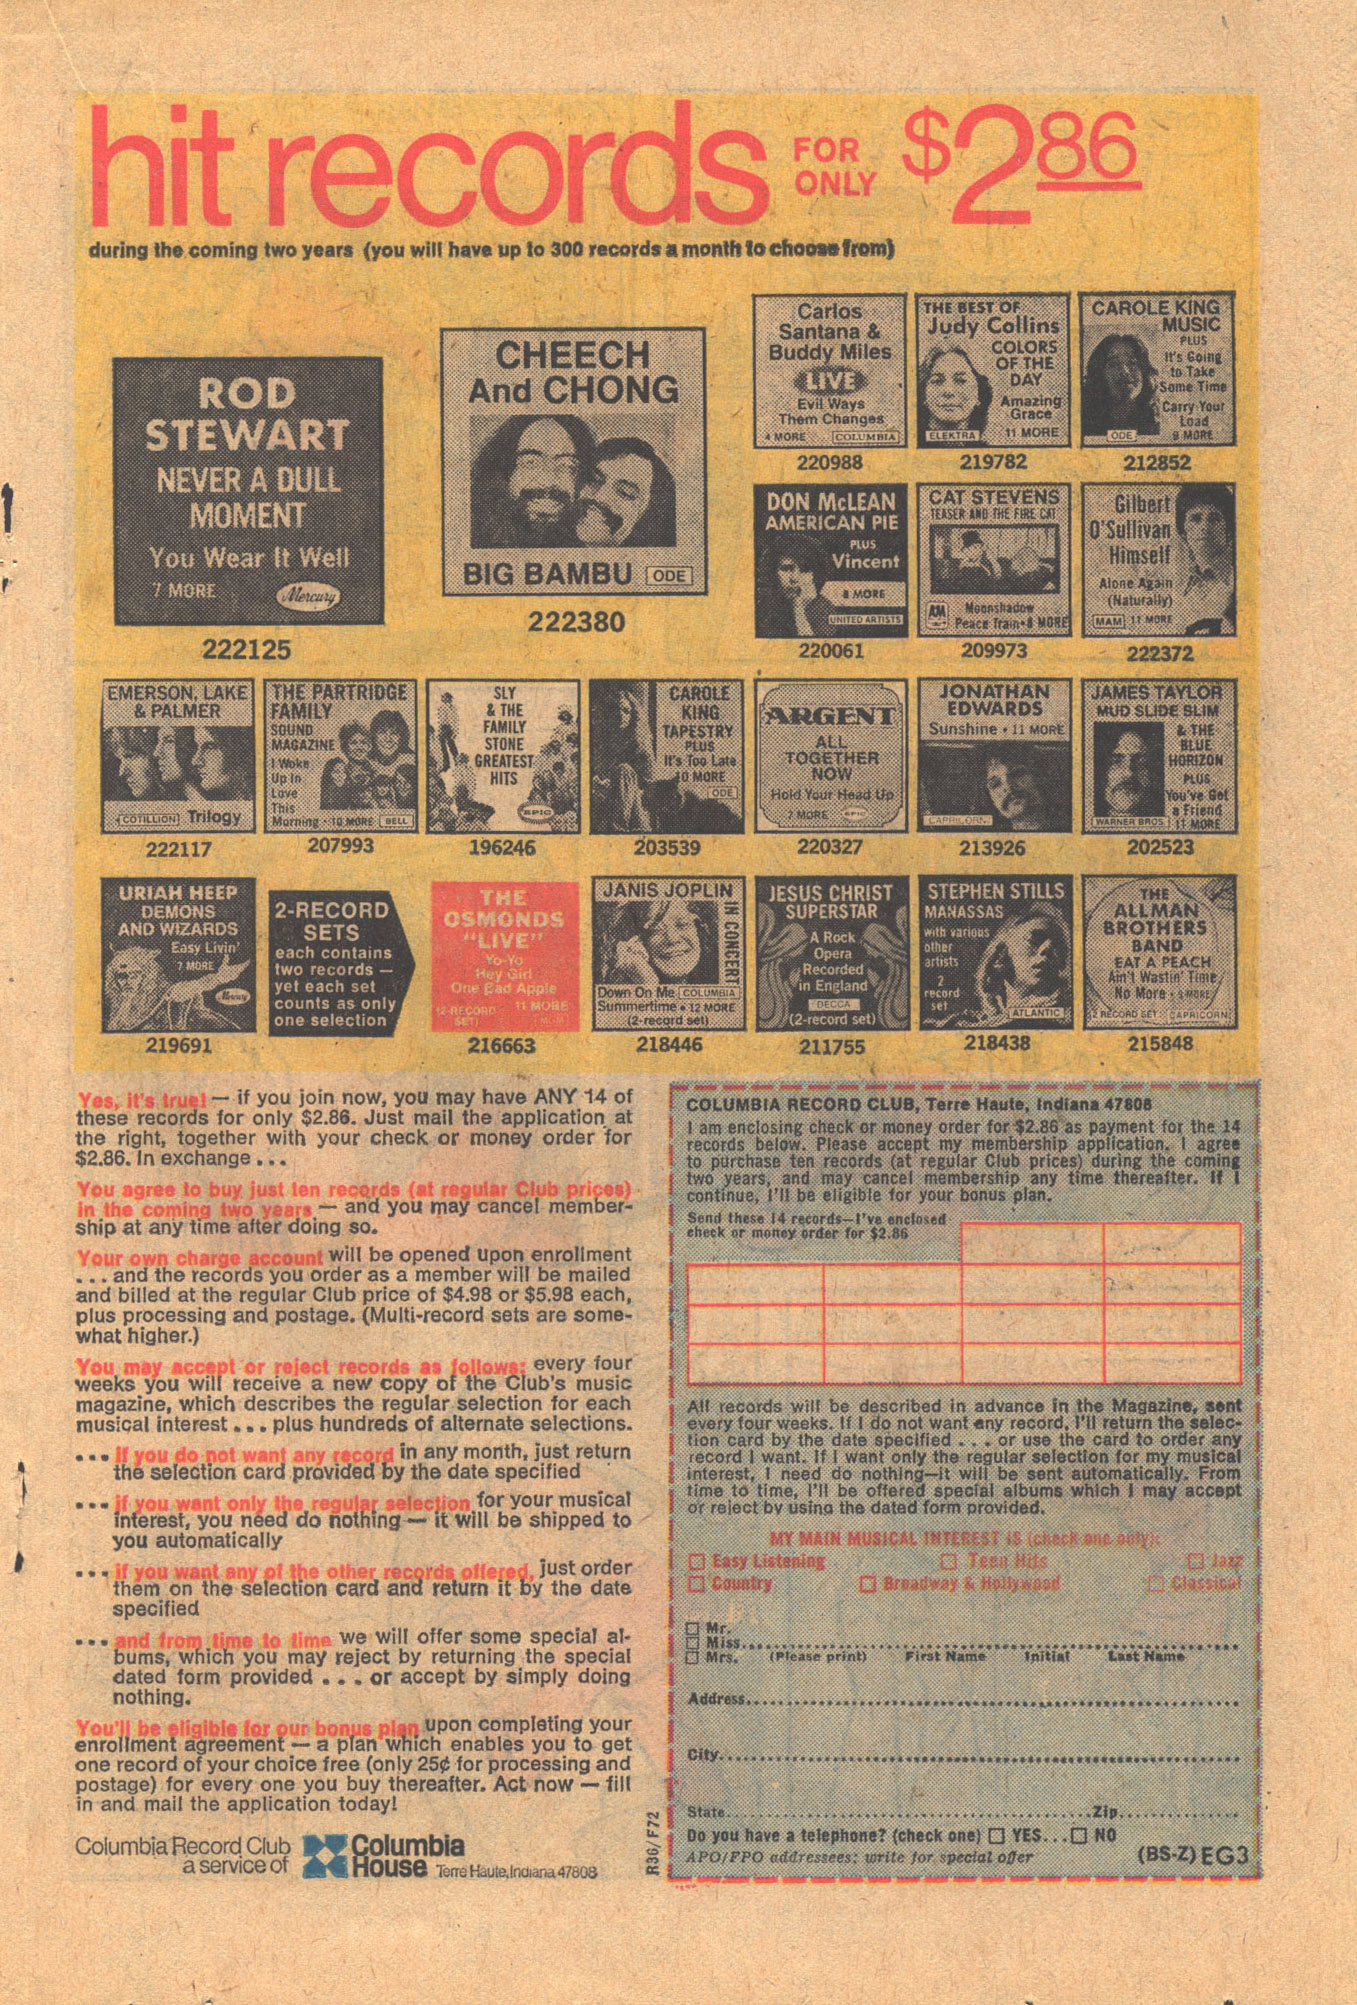 hit records FOR ONLY $2.86
during the coming two years (you will have up to 300 records a month to choose from)
ROD
STEWART
NEVER A DULL
MOMENT
You Wear It Well
7 MORE Mercury
222125
CHEECH
And CHONG
BIG BAMBU ODE
222380
Carlos
Santana &
Buddy Miles
LIVE
Evil Ways
Them Changes
4 MORE COLUMBIA
220988
THE BEST OF
Judy Collins
COLORS
OF THE
DAY
Amazing
Grace
ELEKTRA 11 MORE
219782
CAROLE KING
MUSIC
PLUS
It's Going
to Take
Some Time
Carry Your
Load
ODE 9 MORE
212852
DON McLEAN
AMERICAN PIE
PLUS
Vincent
8 MORE
UNITED ARTISTS
220061
CAT STEVENS
TEASER AND THE FIRE CAT
Moonshadow
A&M Peace Train • 8 MORE
209973
Gilbert
O'Sullivan
Himself
Alone Again
(Naturally)
MAM 11 MORE
222372
EMERSON, LAKE
& PALMER
COTILLION Trilogy
222117
THE PARTRIDGE
FAMILY
SOUND
MAGAZINE
I Woke
Up In
Love
This
Morning • 10 MORE BELL
207993
SLY
& THE
FAMILY
STONE
GREATEST
HITS
EPIC
196246
CAROLE
KING
TAPESTRY
PLUS
It's Too Late
10 MORE
ODE
203539
ARGENT
ALL
TOGETHER
NOW
Hold Your Head Up
7 MORE EPIC
220327
JONATHAN
EDWARDS
Sunshine • 11 MORE
CAPRICORN
213926
JAMES TAYLOR
MUD SLIDE SLIM
& THE
BLUE
HORIZON
PLUS
You've Got
a Friend
WARNER BROS. 11 MORE
202523
URIAH HEEP
DEMONS
AND WIZARDS
Easy Livin'
7 MORE
Mercury
219691
2-RECORD
SETS
each contains
two records —
yet each set
counts as only
one selection
THE
OSMONDS
"LIVE"
Yo-Yo
Hey Girl
One Bad Apple
(2-RECORD SET) 11 MORE
MGM
216663
JANIS JOPLIN
IN CONCERT
Down On Me COLUMBIA
Summertime • 12 MORE
(2-record set)
218446
JESUS CHRIST
SUPERSTAR
A Rock
Opera
Recorded
in England
DECCA
(2-record set)
211755
STEPHEN STILLS
MANASSAS
with various
other
artists
2
record
set
ATLANTIC
218438
THE
ALLMAN
BROTHERS
BAND
EAT A PEACH
Ain't Wastin' Time
No More • 5 MORE
2 RECORD SET CAPRICORN
215848
Yes, it's true! — if you join now, you may have ANY 14 of
these records for only $2.86. Just mail the application at
the right, together with your check or money order for
$2.86. In exchange . . .
You agree to buy just ten records (at regular Club prices)
in the coming two years — and you may cancel member-
ship at any time after doing so.
Your own charge account will be opened upon enrollment
. . . and the records you order as a member will be mailed
and billed at the regular Club price of $4.98 or $5.98 each,
plus processing and postage. (Multi-record sets are some-
what higher.)
You may accept or reject records as follows: every four
weeks you will receive a new copy of the Club's music
magazine, which describes the regular selection for each
musical interest . . . plus hundreds of alternate selections.
. . . if you do not want any record in any month, just return
the selection card provided by the date specified
. . . if you want only the regular selection for your musical
interest, you need do nothing — it will be shipped to
you automatically
. . . if you want any of the other records offered, just order
them on the selection card and return it by the date
specified
. . . and from time to time we will offer some special al-
bums, which you may reject by returning the special
dated form provided . . . or accept by simply doing
nothing.
You'll be eligible for our bonus plan upon completing your
enrollment agreement — a plan which enables you to get
one record of your choice free (only 25¢ for processing and
postage) for every one you buy thereafter. Act now — fill
in and mail the application today!
Columbia Record Club
a service of
Columbia
House Terre Haute, Indiana 47808
R36/F72
COLUMBIA RECORD CLUB, Terre Haute, Indiana 47808
I am enclosing check or money order for $2.86 as payment for the 14
records below. Please accept my membership application. I agree
to purchase ten records (at regular Club prices) during the coming
two years, and may cancel membership any time thereafter. If I
continue, I'll be eligible for your bonus plan.
Send these 14 records—I've enclosed
check or money order for $2.86
All records will be described in advance in the Magazine, sent
every four weeks. If I do not want any record, I'll return the selec-
tion card by the date specified . . . or use the card to order any
record I want. If I want only the regular selection for my musical
interest, I need do nothing—it will be sent automatically. From
time to time, I'll be offered special albums which I may accept
or reject by using the dated form provided.
MY MAIN MUSICAL INTEREST IS (check one only):
☐ Easy Listening ☐ Teen Hits ☐ Jazz
☐ Country ☐ Broadway & Hollywood ☐ Classical
☐ Mr.
☐ Miss
☐ Mrs. (Please print) First Name Initial Last Name
Address
City
State Zip
Do you have a telephone? (check one) ☐ YES...☐ NO
APO/FPO addressees: write for special offer (BS-Z) EG3